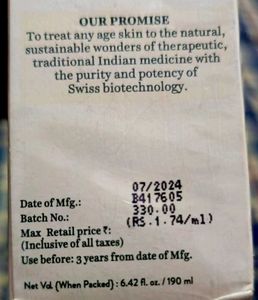 OUR PROMISE
To treat any age skin to the natural,
sustainable wonders of therapeutic,
traditional Indian medicine with
the purity and potency of
Swiss biotechnology.
07/2024
Date of Mfg.: B417605
Batch No.: 330.00
Max Retail price ₹: (RS.1.74/ml)
(Inclusive of all taxes)
Use before: 3 years from date of Mfg.
Net Vol. (When Packed) : 6.42 fl. oz. / 190 ml